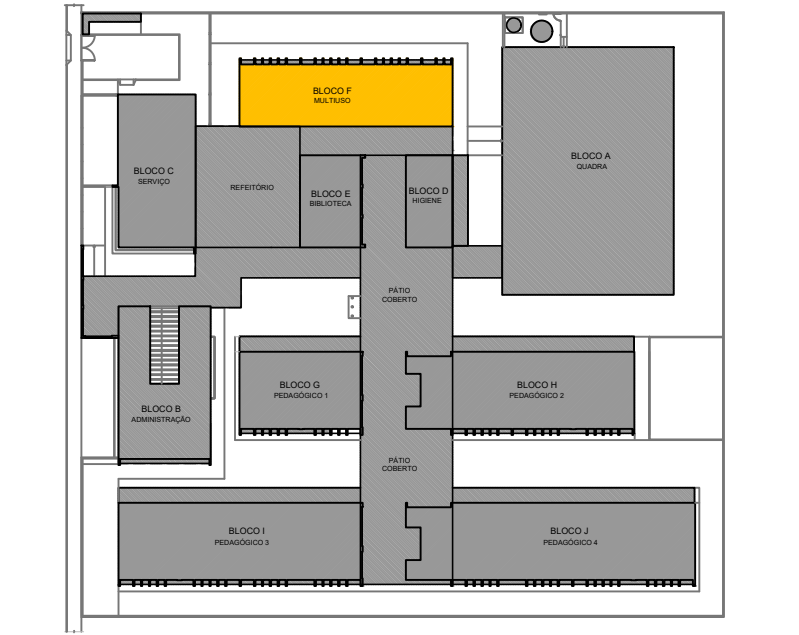 BLOCO F
MULTIUSO
BLOCO A
QUADRA
BLOCO C
SERVIÇO
REFEITÓRIO
BLOCO E
BIBLIOTECA
BLOCO D
HIGIENE
PÁTIO
COBERTO
BLOCO G
PEDAGÓGICO 1
BLOCO H
PEDAGÓGICO 2
BLOCO B
ADMINISTRAÇÃO
PÁTIO
COBERTO
BLOCO I
PEDAGÓGICO 3
BLOCO J
PEDAGÓGICO 4